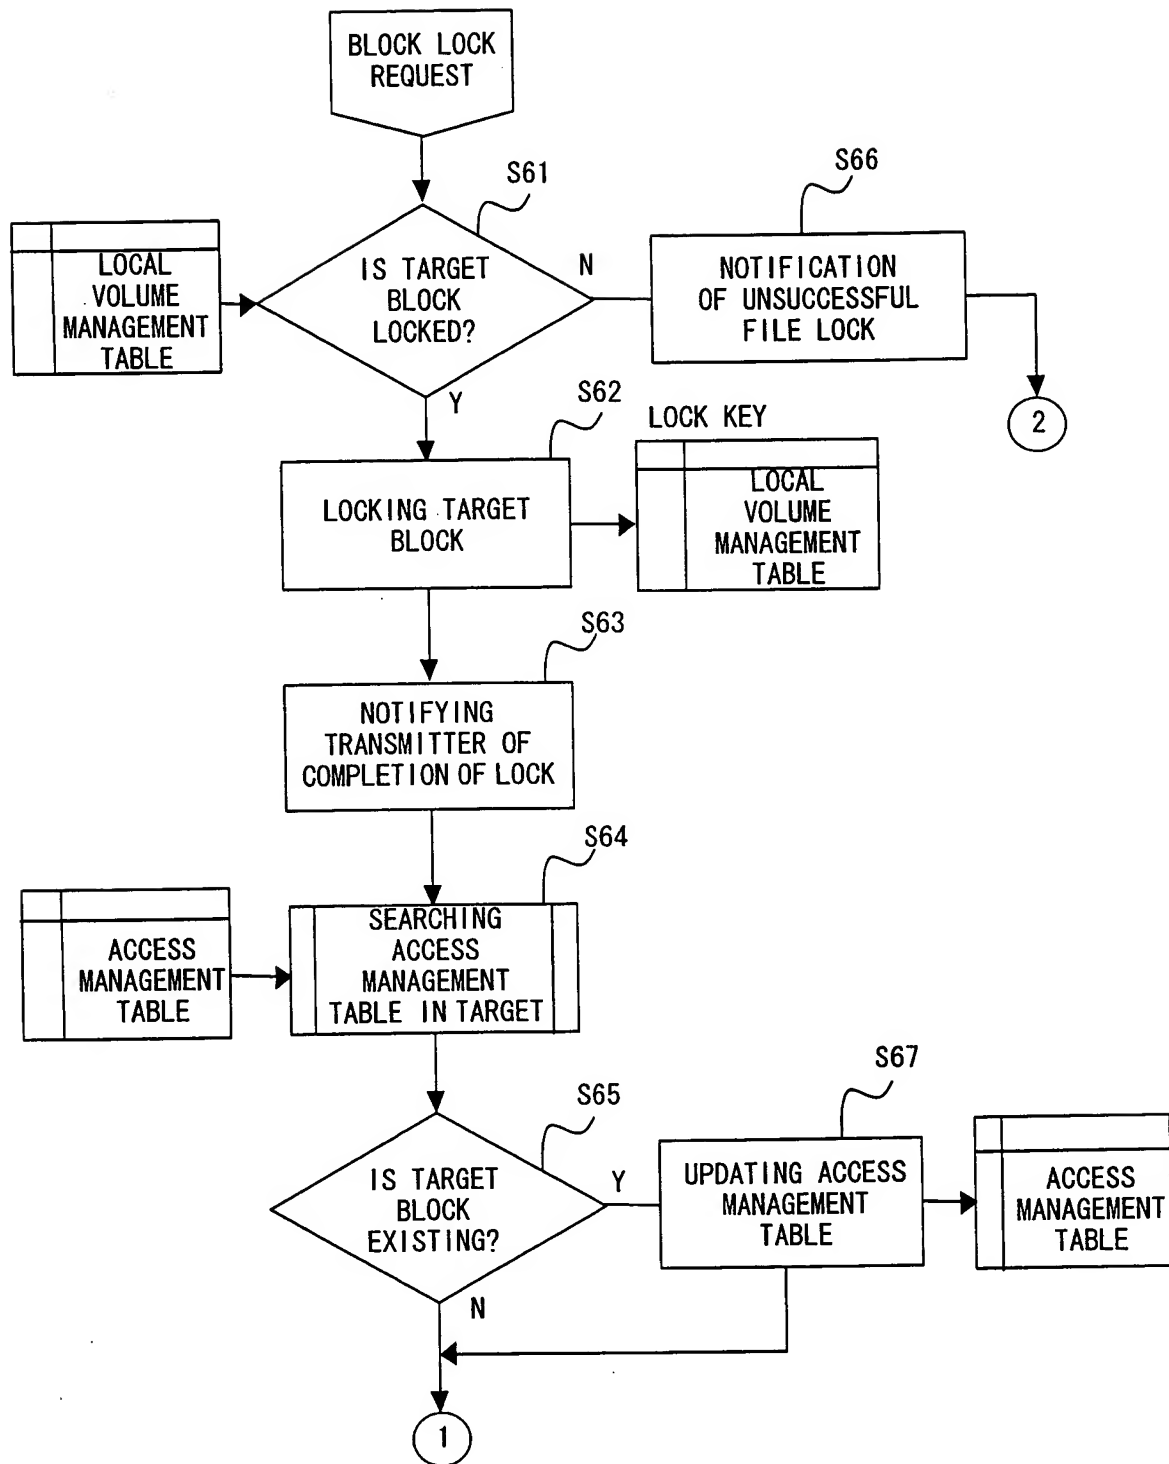 BLOCK LOCK
REQUEST
S61
S66
LOCAL
VOLUME
MANAGEMENT
TABLE
IS TARGET
BLOCK
LOCKED?
N
NOTIFICATION
OF UNSUCCESSFUL
FILE LOCK
Y
2
S62
LOCK KEY
LOCKING TARGET
BLOCK
LOCAL
VOLUME
MANAGEMENT
TABLE
S63
NOTIFYING
TRANSMITTER OF
COMPLETION OF LOCK
S64
ACCESS
MANAGEMENT
TABLE
SEARCHING
ACCESS
MANAGEMENT
TABLE IN TARGET
S65
S67
IS TARGET
BLOCK
EXISTING?
Y
UPDATING ACCESS
MANAGEMENT
TABLE
ACCESS
MANAGEMENT
TABLE
N
1